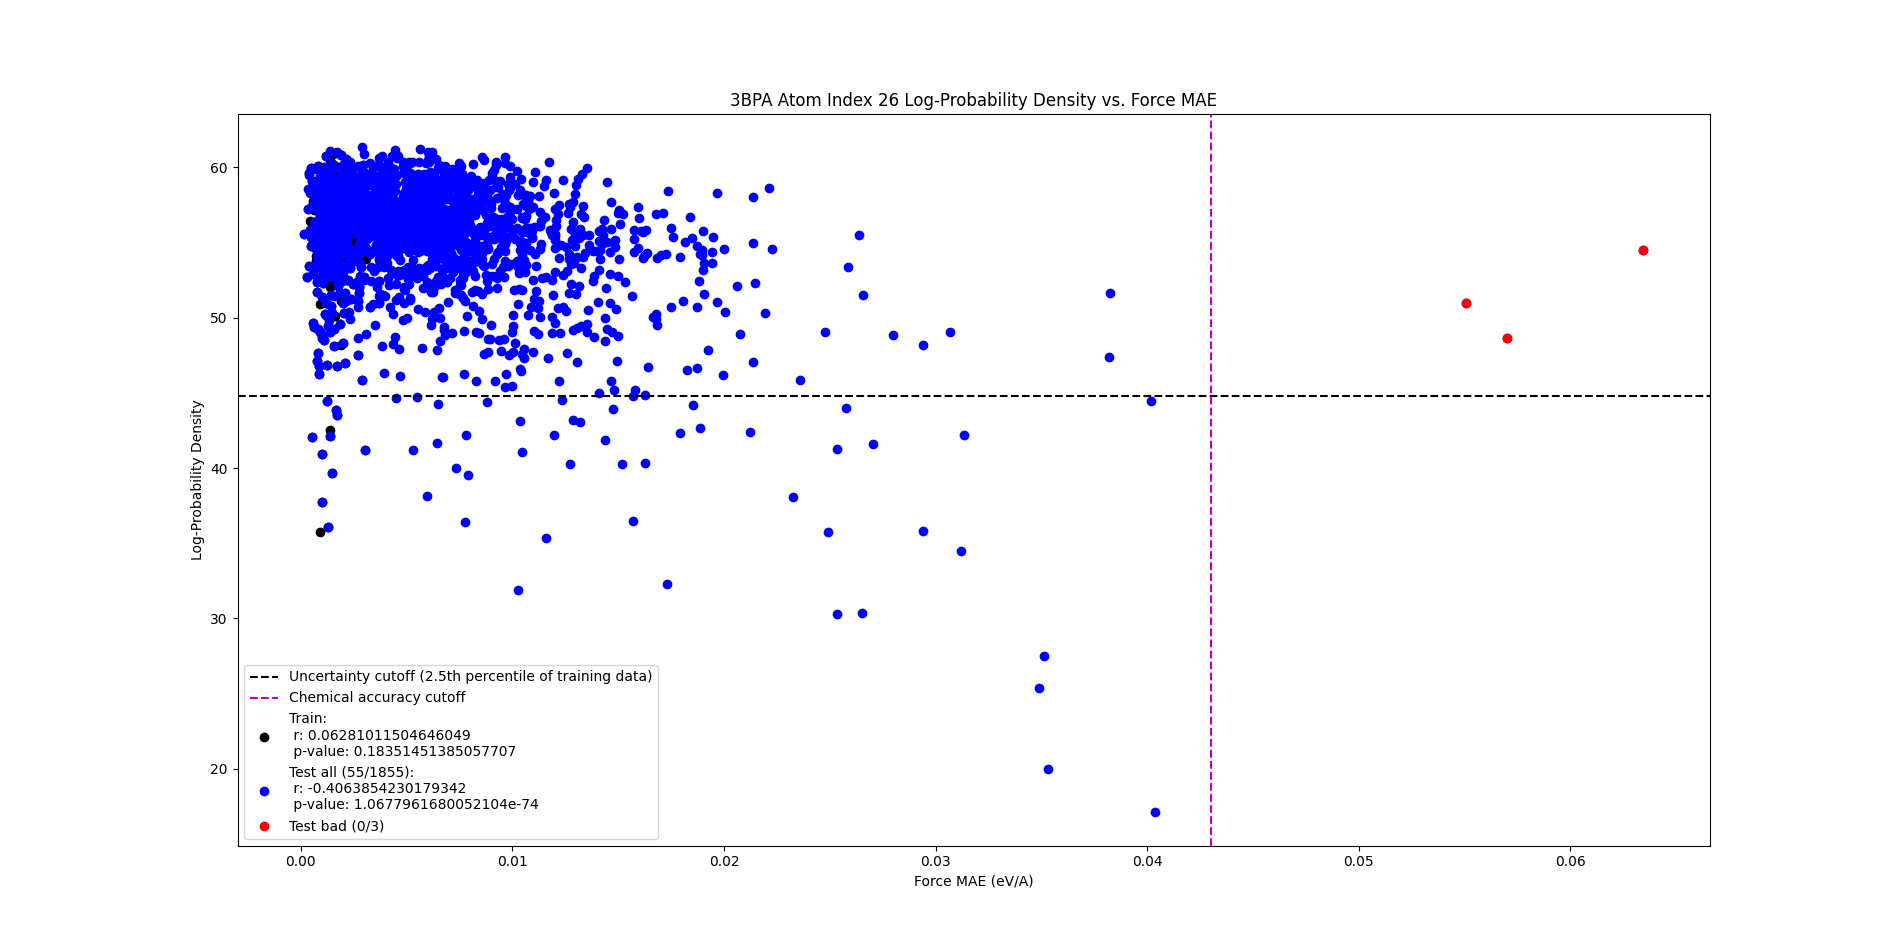 3BPA Atom Index 26 Log-Probability Density vs. Force MAE
60
50
40
30
20
Log-Probability Density
Uncertainty cutoff (2.5th percentile of training data)
Chemical accuracy cutoff
Train:
r: 0.06281011504646049
p-value: 0.18351451385057707
Test all (55/1855):
r: -0.4063854230179342
p-value: 1.0677961680052104e-74
Test bad (0/3)
0.00 0.01 0.02 0.03 0.04 0.05 0.06
Force MAE (eV/A)